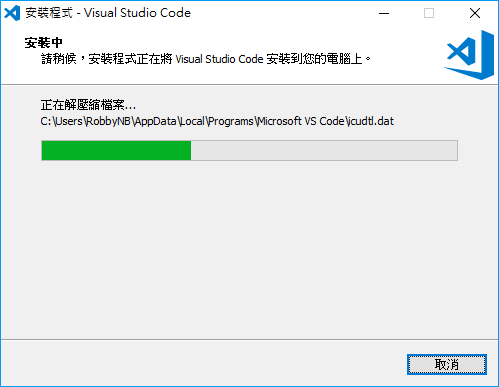 安裝程式 - Visual Studio Code
安裝中
請稍候，安裝程式正在將 Visual Studio Code 安裝到您的電腦上。
正在解壓縮檔案...
C:\Users\RobbyNB\AppData\Local\Programs\Microsoft VS Code\icudtl.dat
取消